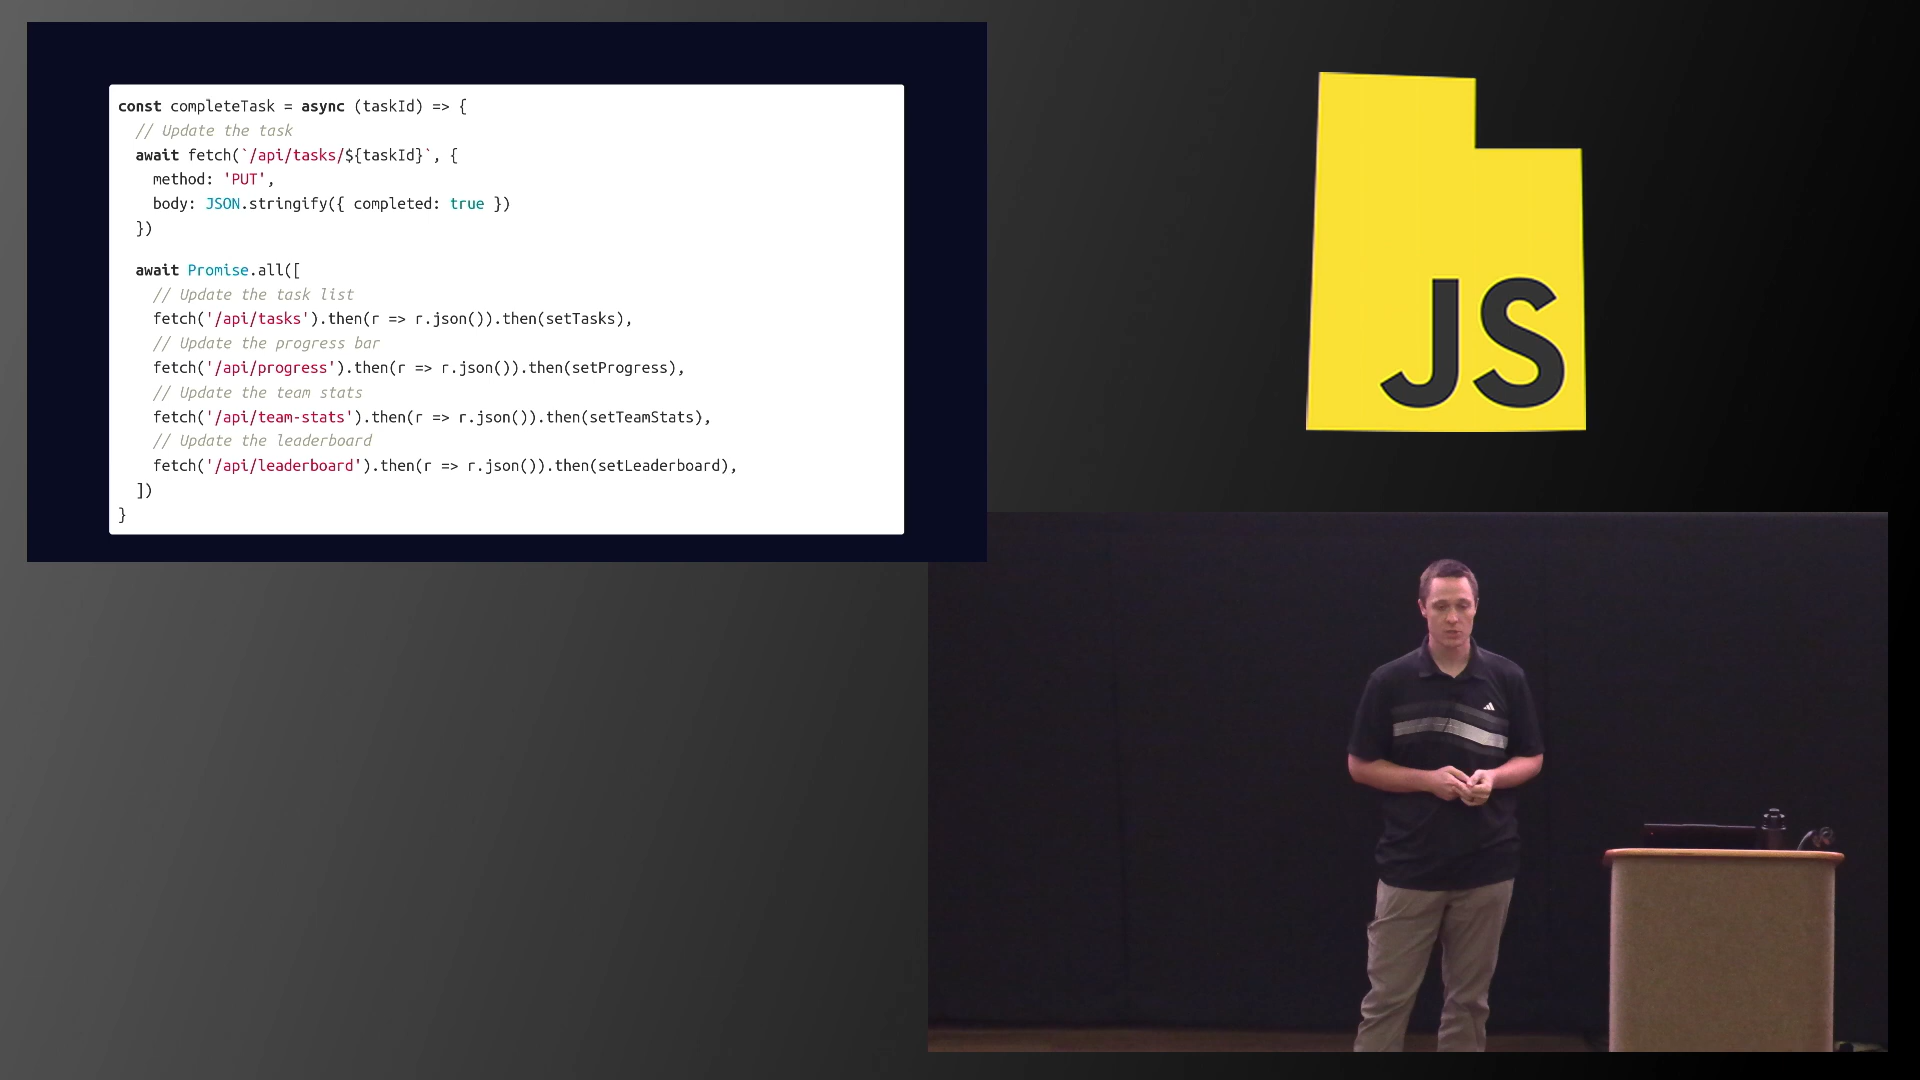 const completeTask = async (taskId) => {
  // Update the task
  await fetch(`/api/tasks/${taskId}`, {
    method: 'PUT',
    body: JSON.stringify({ completed: true })
  })
  await Promise.all([
    // Update the task list
    fetch('/api/tasks').then(r => r.json()).then(setTasks),
    // Update the progress bar
    fetch('/api/progress').then(r => r.json()).then(setProgress),
    // Update the team stats
    fetch('/api/team-stats').then(r => r.json()).then(setTeamStats),
    // Update the leaderboard
    fetch('/api/leaderboard').then(r => r.json()).then(setLeaderboard),
  ])
}
JS